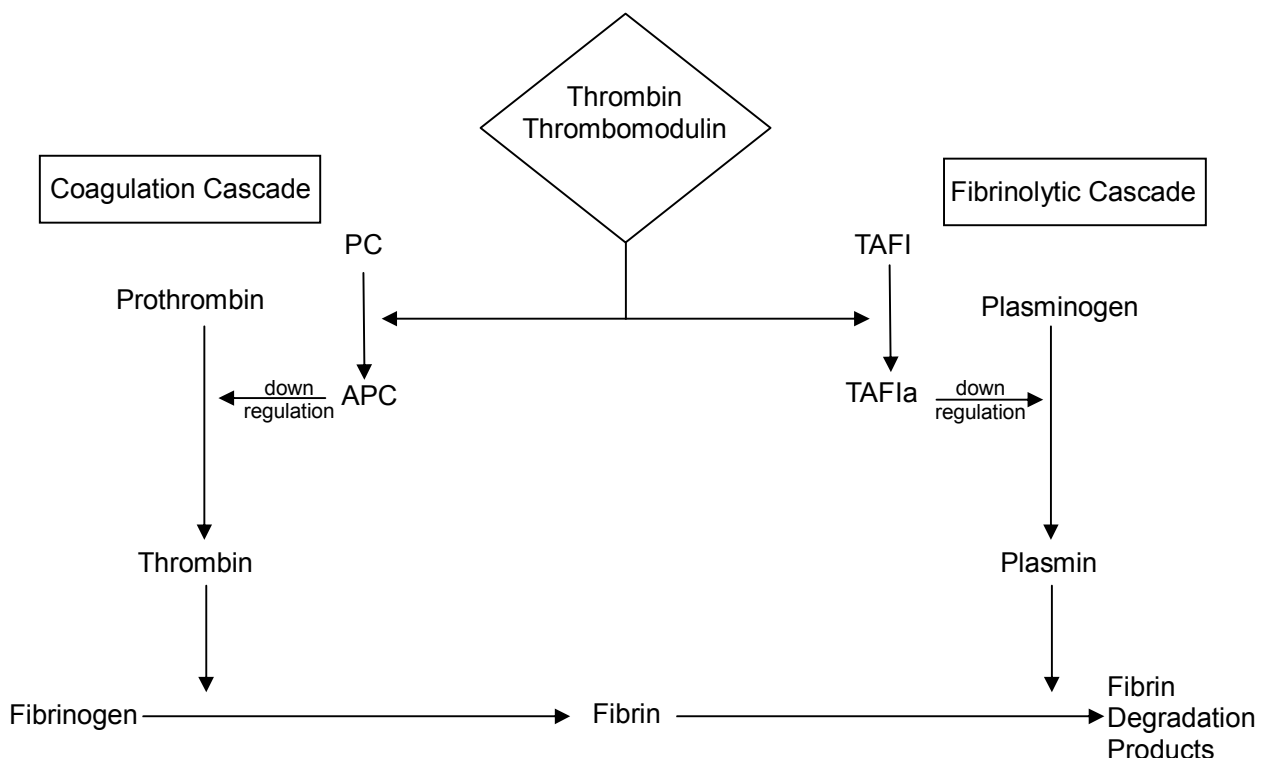 Thrombin
Thrombomodulin
Coagulation Cascade
Fibrinolytic Cascade
PC
TAFI
Prothrombin
Plasminogen
down
regulation
APC
TAFIa
down
regulation
Thrombin
Plasmin
Fibrinogen
Fibrin
Fibrin
Degradation
Products